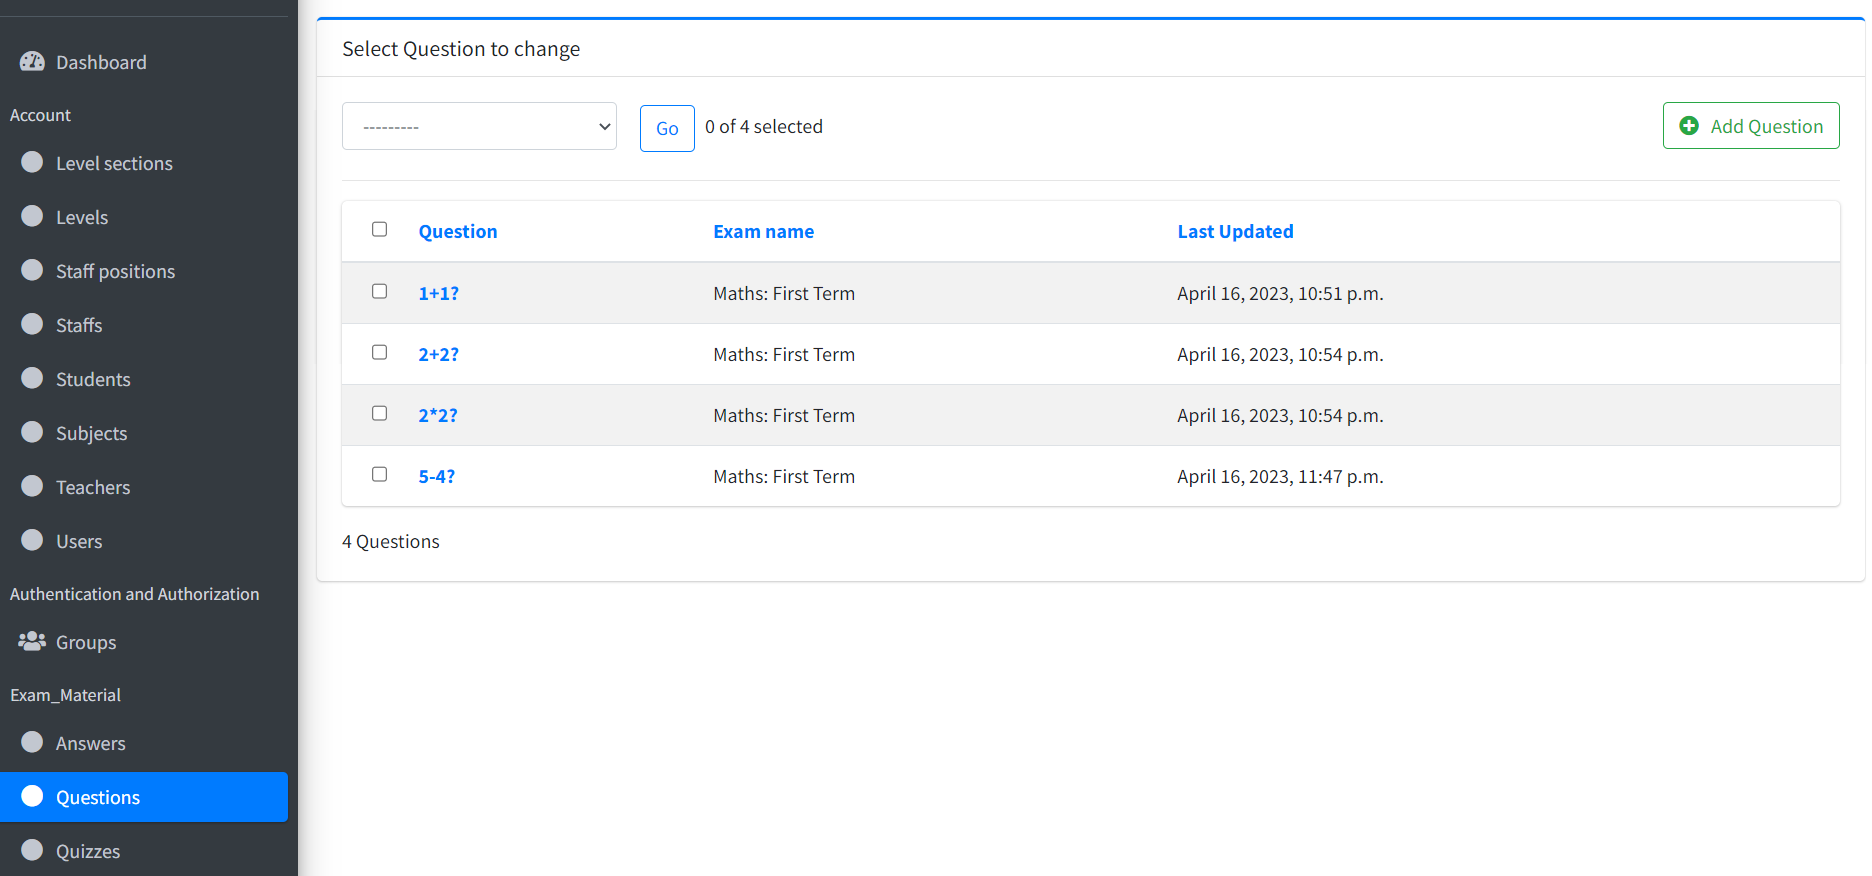 Dashboard
Account
Level sections
Levels
Staff positions
Staffs
Students
Subjects
Teachers
Users
Authentication and Authorization
Groups
Exam_Material
Answers
Questions
Quizzes
Select Question to change
--------- Go 0 of 4 selected Add Question
Question Exam name Last Updated
1+1? Maths: First Term April 16, 2023, 10:51 p.m.
2+2? Maths: First Term April 16, 2023, 10:54 p.m.
2*2? Maths: First Term April 16, 2023, 10:54 p.m.
5-4? Maths: First Term April 16, 2023, 11:47 p.m.
4 Questions